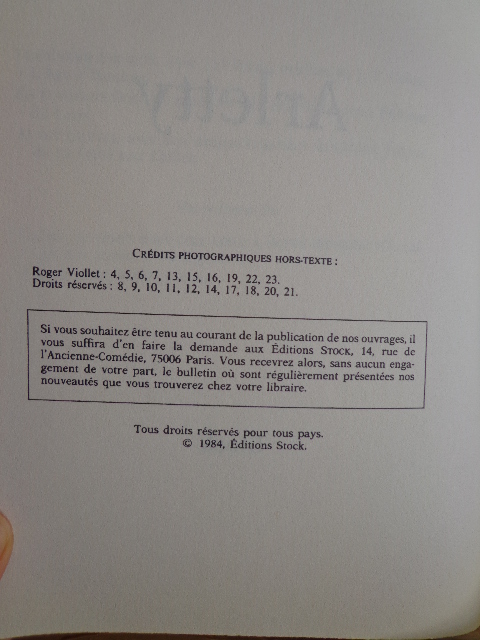 Arletty
CRÉDITS PHOTOGRAPHIQUES HORS-TEXTE :
Roger Viollet : 4, 5, 6, 7, 13, 15, 16, 19, 22, 23.
Droits réservés : 8, 9, 10, 11, 12, 14, 17, 18, 20, 21.
Si vous souhaitez être tenu au courant de la publication de nos ouvrages, il
vous suffira d'en faire la demande aux Éditions STOCK, 14, rue de
l'Ancienne-Comédie, 75006 Paris. Vous recevrez alors, sans aucun enga-
gement de votre part, le bulletin où sont régulièrement présentées nos
nouveautés que vous trouverez chez votre libraire.
Tous droits réservés pour tous pays.
© 1984, Éditions Stock.